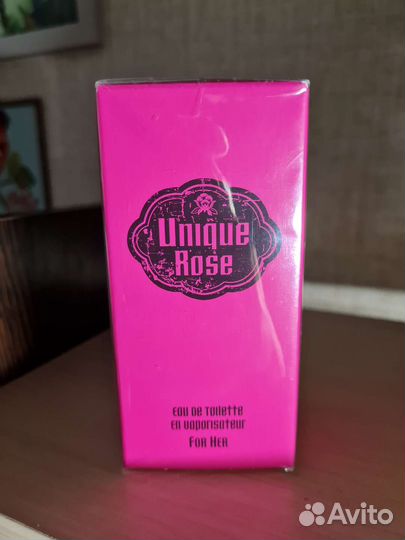 Unique
Rose
Eau de Toilette
en vaporisateur
For Her
Avito